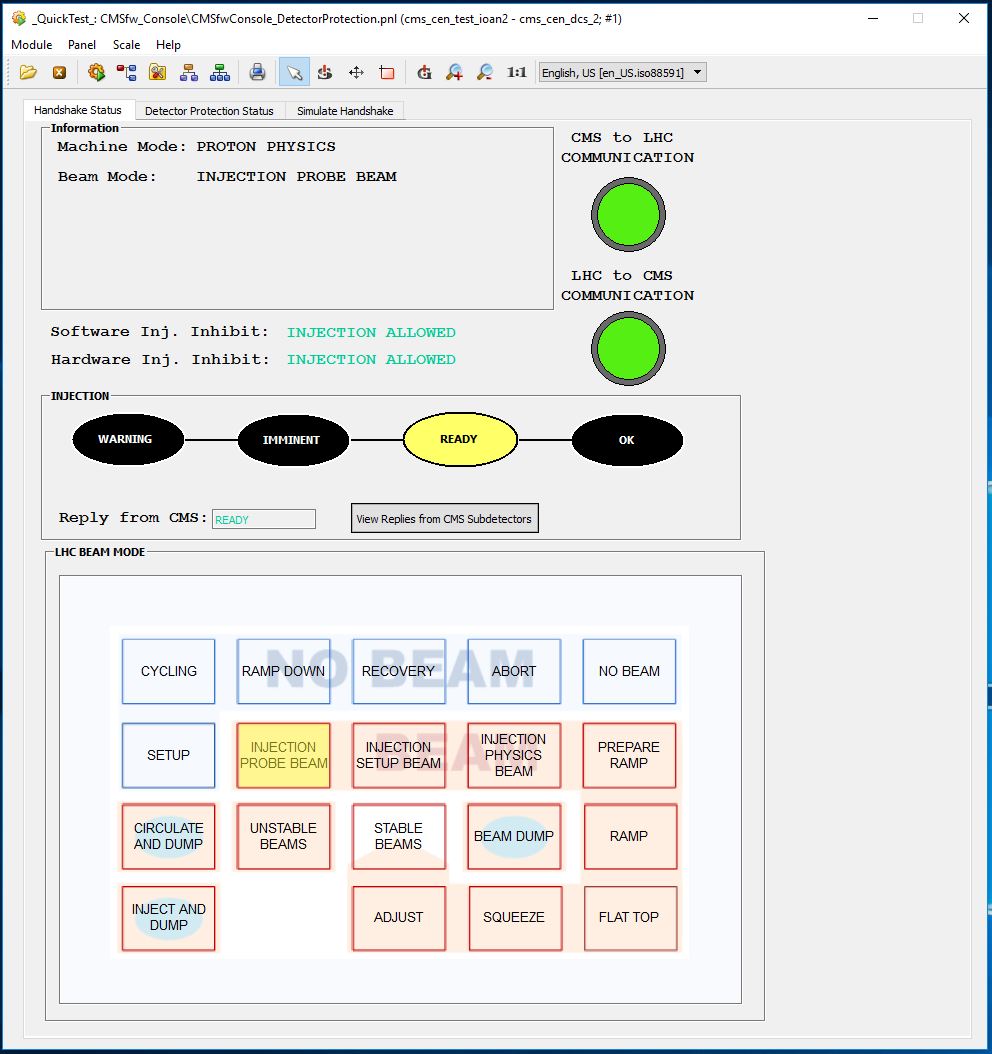 _QuickTest_: CMSfw_Console\CMSfwConsole_DetectorProtection.pnl (cms_cen_test_ioan2 - cms_cen_dcs_2; #1)
Module Panel Scale Help
1:1 English, US [en_US.iso88591]
Handshake Status Detector Protection Status Simulate Handshake
Information
Machine Mode: PROTON PHYSICS
Beam Mode: INJECTION PROBE BEAM
CMS to LHC
COMMUNICATION
LHC to CMS
COMMUNICATION
Software Inj. Inhibit: INJECTION ALLOWED
Hardware Inj. Inhibit: INJECTION ALLOWED
INJECTION
WARNING IMMINENT READY OK
Reply from CMS: READY View Replies from CMS Subdetectors
LHC BEAM MODE
NO BEAM
CYCLING RAMP DOWN RECOVERY ABORT NO BEAM
BEAM
SETUP
INJECTION
PROBE BEAM
INJECTION
SETUP BEAM
INJECTION
PHYSICS
BEAM
PREPARE
RAMP
CIRCULATE
AND DUMP
UNSTABLE
BEAMS
STABLE
BEAMS
BEAM DUMP
RAMP
INJECT AND
DUMP
ADJUST
SQUEEZE
FLAT TOP